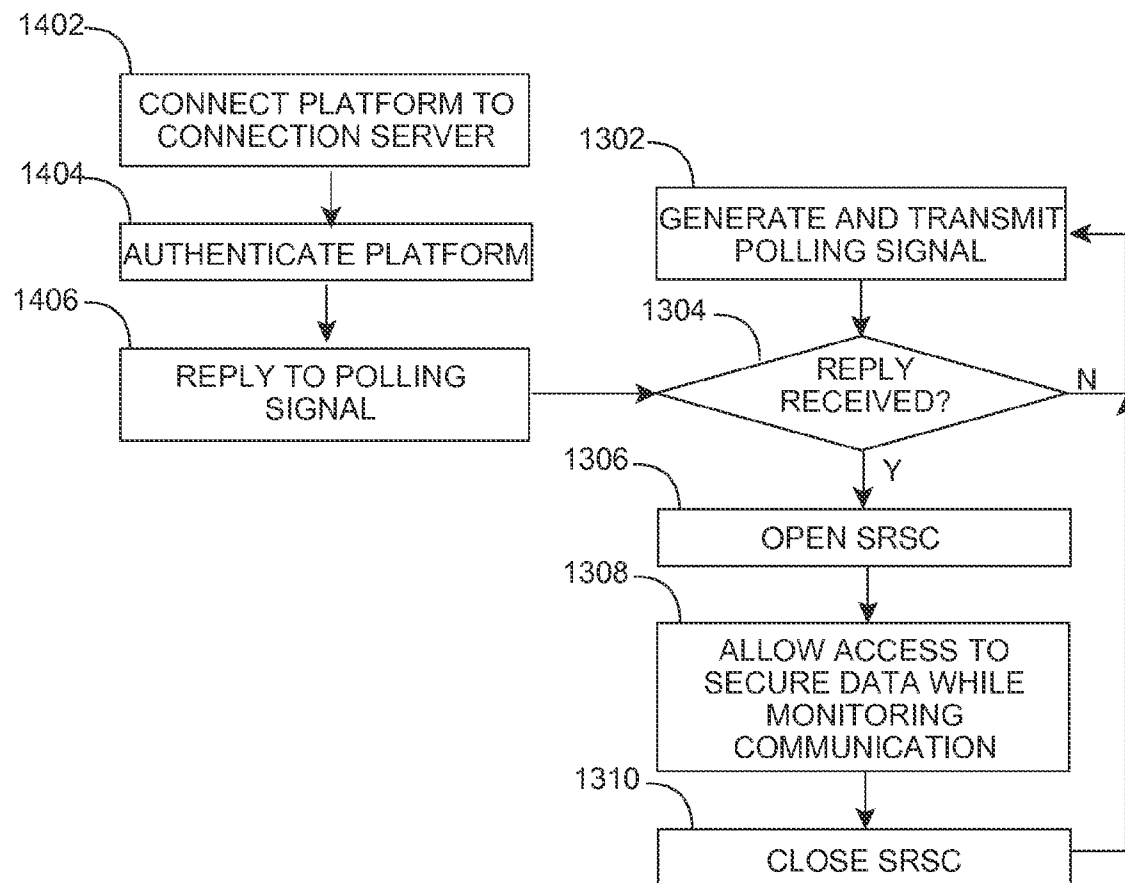 1402
CONNECT PLATFORM TO
CONNECTION SERVER
1404
AUTHENTICATE PLATFORM
1406
REPLY TO POLLING
SIGNAL
1302
GENERATE AND TRANSMIT
POLLING SIGNAL
1304
REPLY
RECEIVED?
N
Y
1306
OPEN SRSC
1308
ALLOW ACCESS TO
SECURE DATA WHILE
MONITORING
COMMUNICATION
1310
CLOSE SRSC